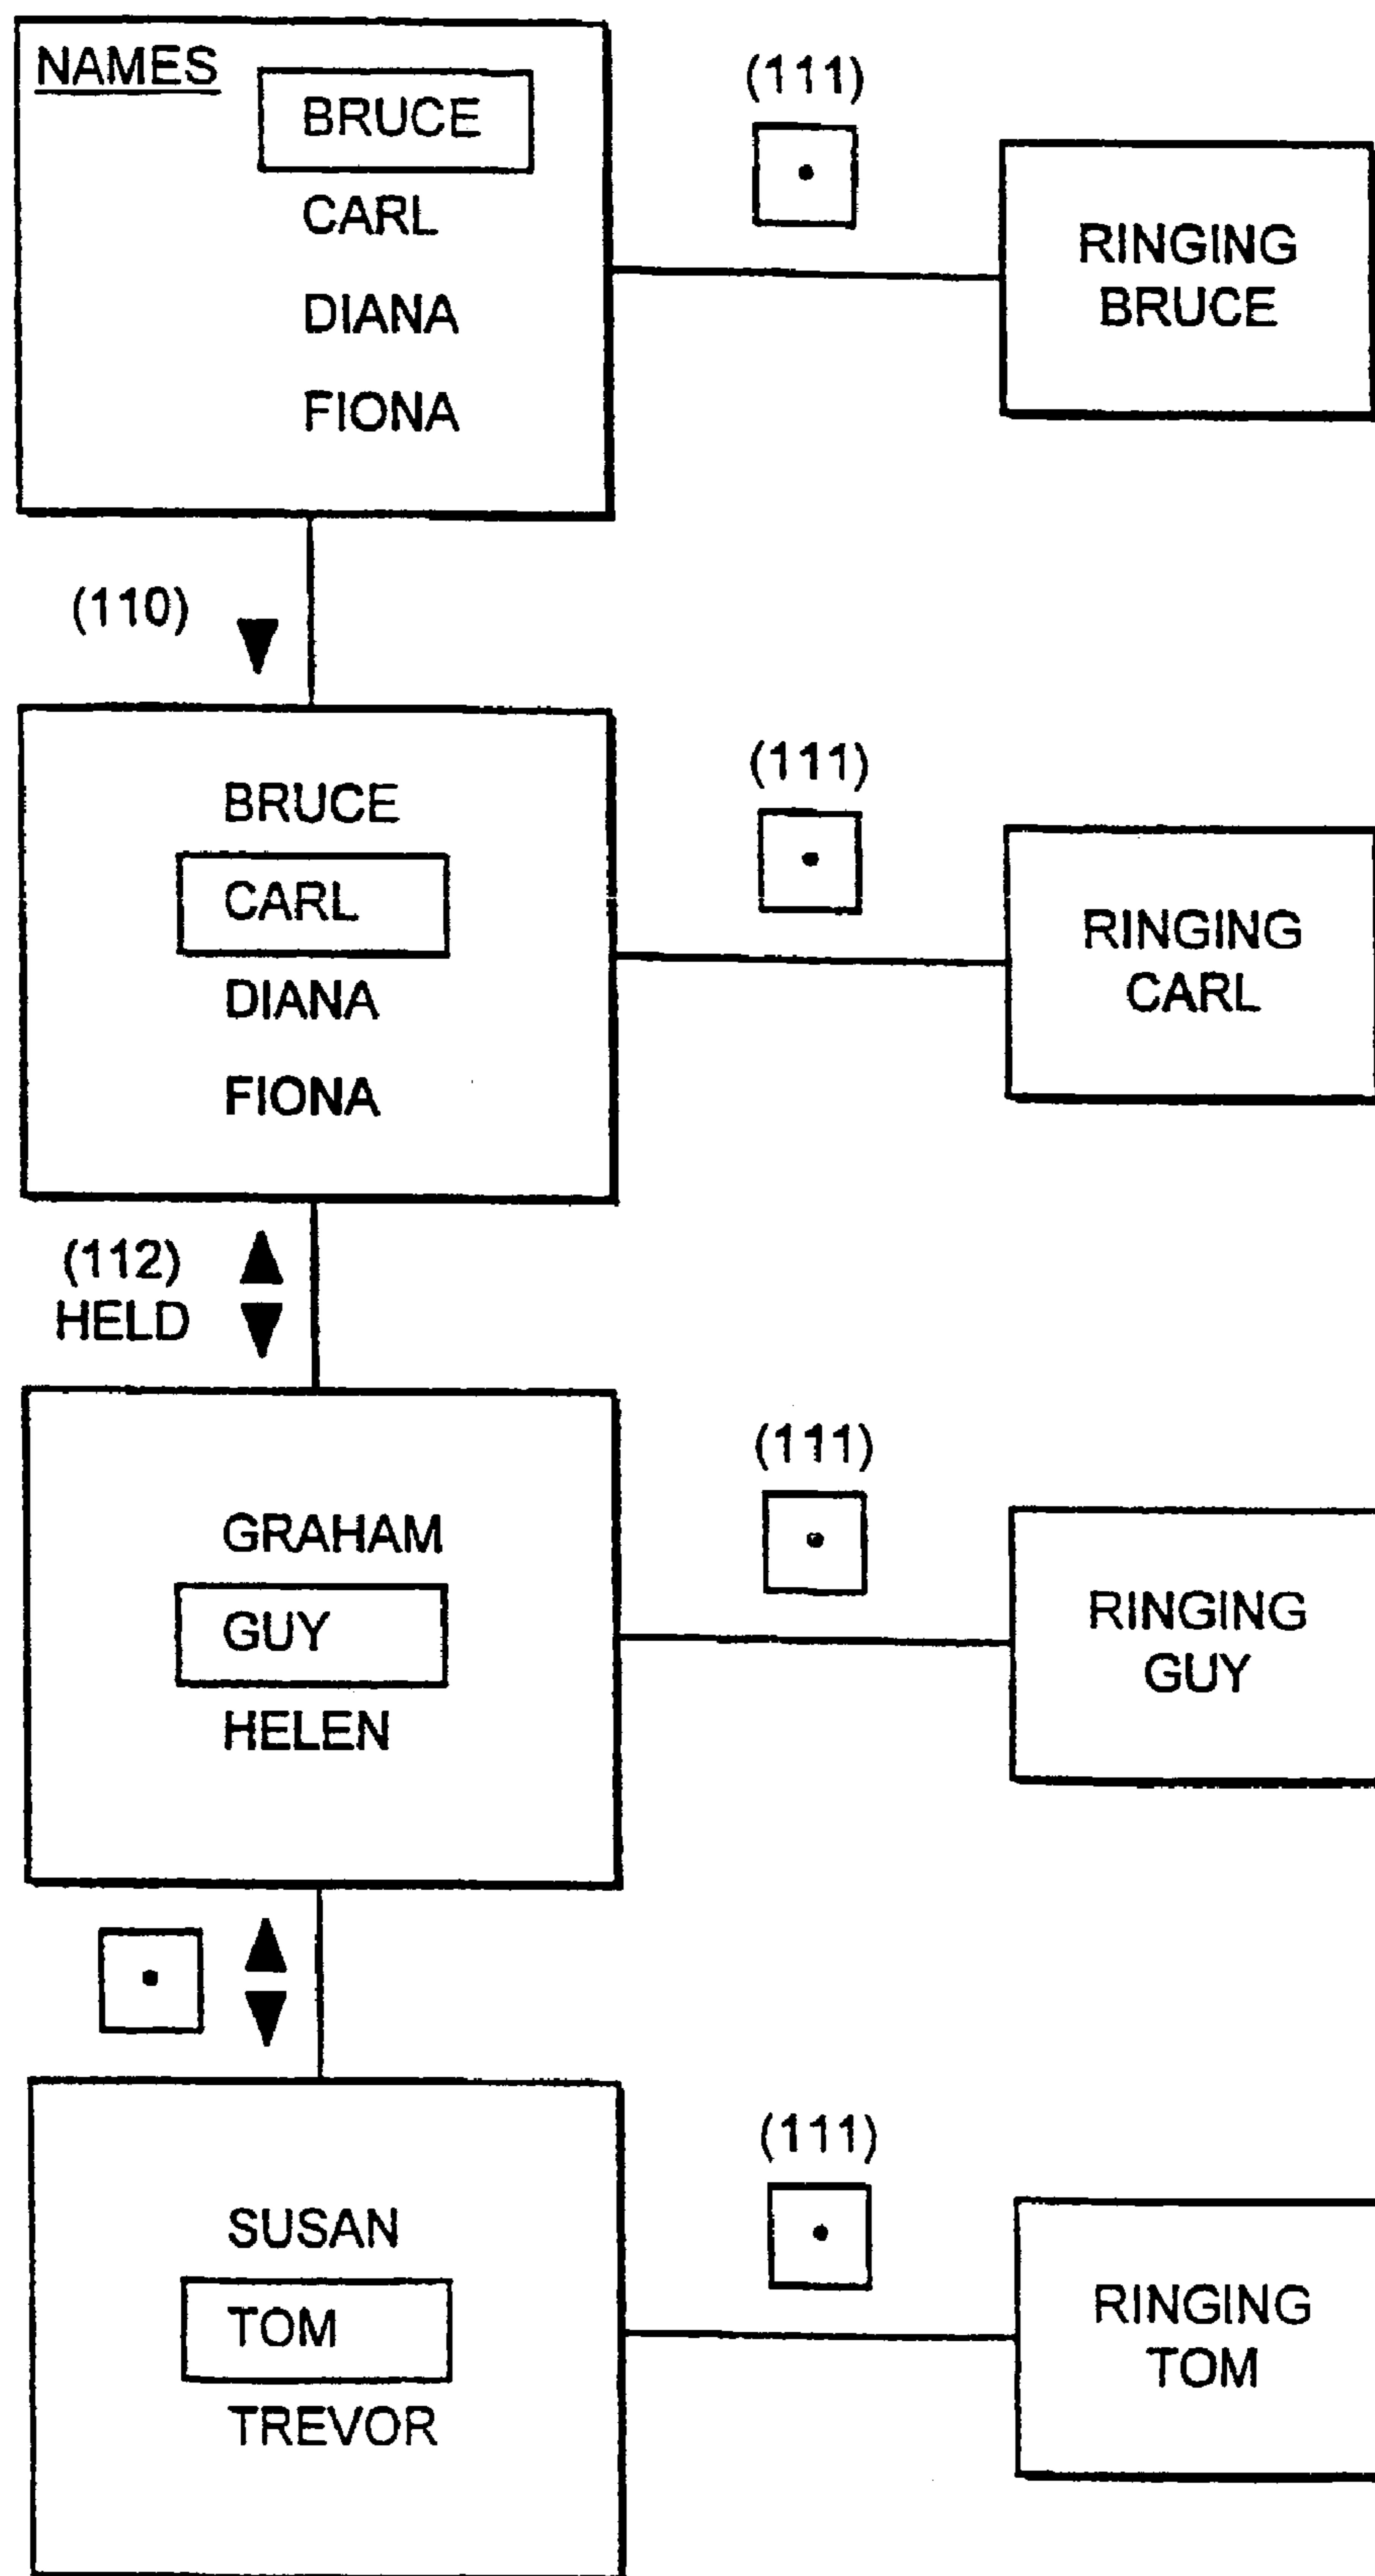 NAMES
BRUCE
CARL
DIANA
FIONA
(111)
RINGING
BRUCE
(110)
BRUCE
CARL
DIANA
FIONA
(111)
RINGING
CARL
(112)
HELD
GRAHAM
GUY
HELEN
(111)
RINGING
GUY
SUSAN
TOM
TREVOR
(111)
RINGING
TOM